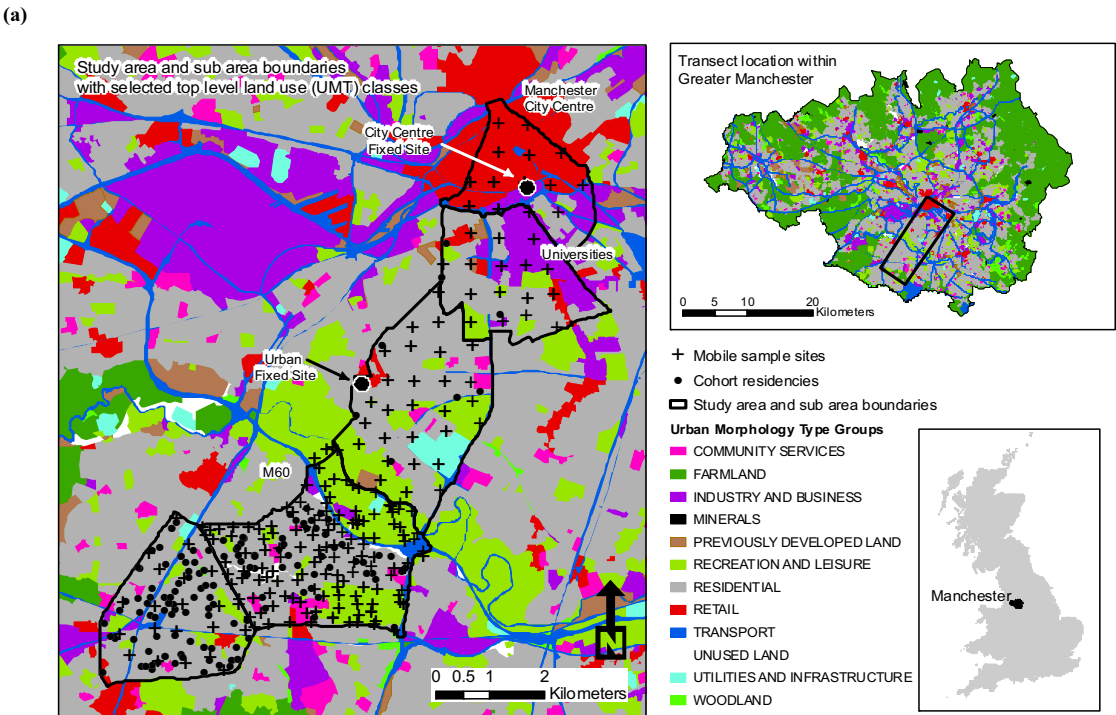 (a)
Study area and sub area boundaries
with selected top level land use (UMT) classes
Manchester
City Centre
City Centre
Fixed Site
Universities
Urban
Fixed Site
M60
N
0 0.5 1 2
Kilometers
Transect location within
Greater Manchester
0 5 10 20
Kilometers
Mobile sample sites
Cohort residencies
Study area and sub area boundaries
Urban Morphology Type Groups
COMMUNITY SERVICES
FARMLAND
INDUSTRY AND BUSINESS
MINERALS
PREVIOUSLY DEVELOPED LAND
RECREATION AND LEISURE
RESIDENTIAL
RETAIL
TRANSPORT
UNUSED LAND
UTILITIES AND INFRASTRUCTURE
WOODLAND
Manchester